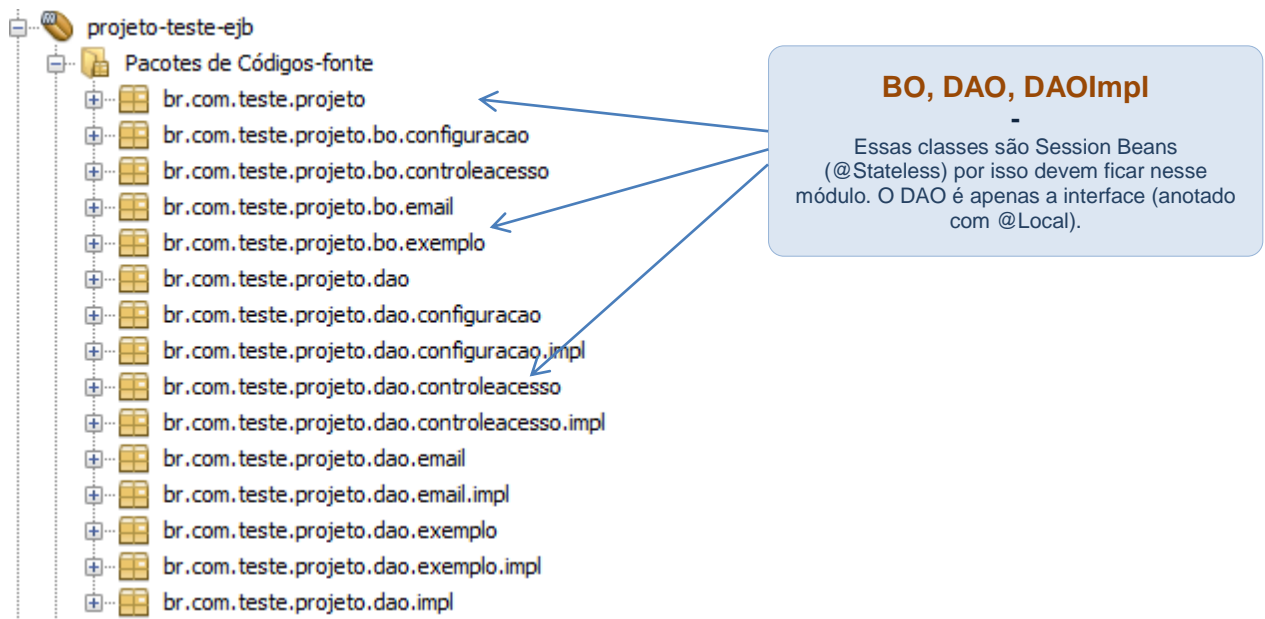 projeto-teste-ejb
Pacotes de Códigos-fonte
br.com.teste.projeto
br.com.teste.projeto.bo.configuracao
br.com.teste.projeto.bo.controleacesso
br.com.teste.projeto.bo.email
br.com.teste.projeto.bo.exemplo
br.com.teste.projeto.dao
br.com.teste.projeto.dao.configuracao
br.com.teste.projeto.dao.configuracao.impl
br.com.teste.projeto.dao.controleacesso
br.com.teste.projeto.dao.controleacesso.impl
br.com.teste.projeto.dao.email
br.com.teste.projeto.dao.email.impl
br.com.teste.projeto.dao.exemplo
br.com.teste.projeto.dao.exemplo.impl
br.com.teste.projeto.dao.impl
BO, DAO, DAOImpl
-
Essas classes são Session Beans
(@Stateless) por isso devem ficar nesse
módulo. O DAO é apenas a interface (anotado
com @Local).